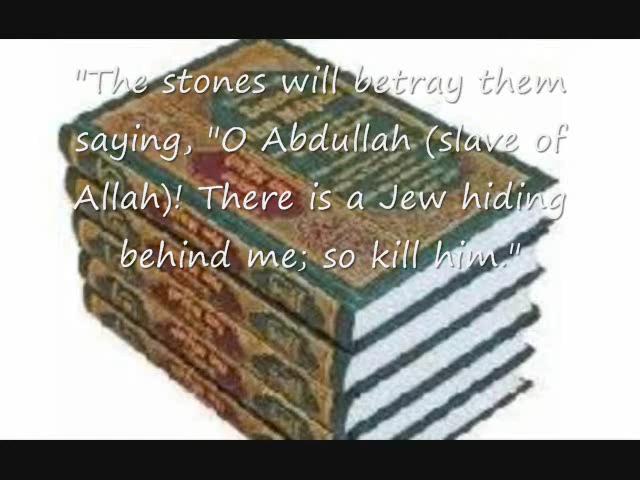 "The stones will betray them
saying, "O Abdullah (slave of
Allah)! There is a Jew hiding
behind me; so kill him."